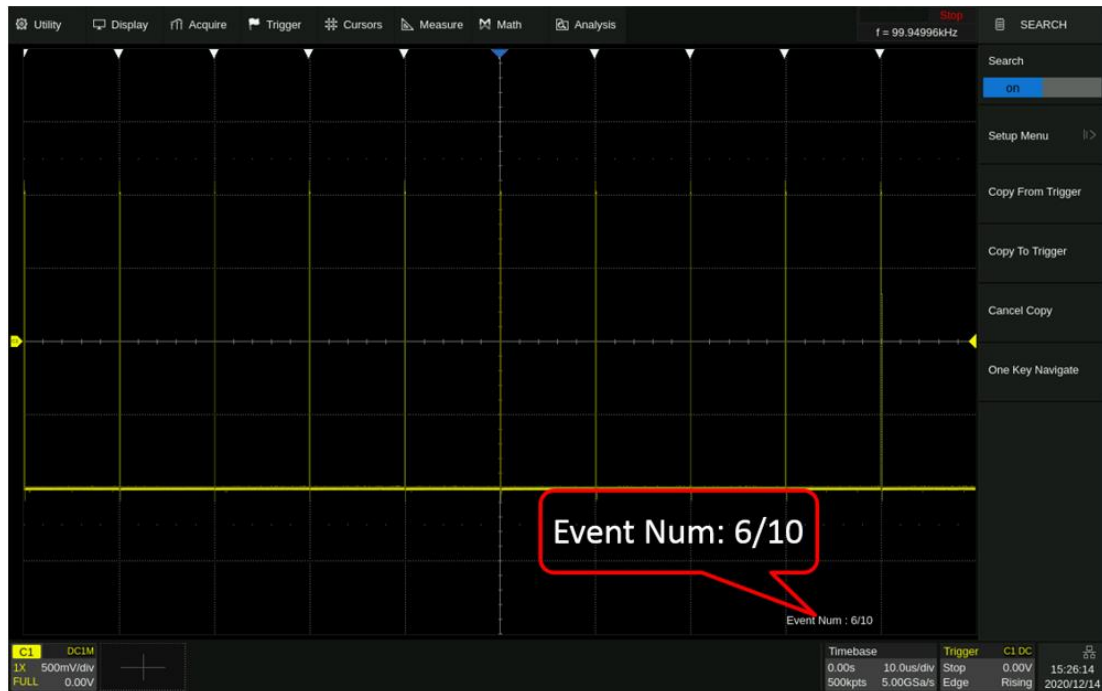 Utility Display Acquire Trigger Cursors Measure Math Analysis
Stop
f = 99.94996kHz
SEARCH
Search
on
Setup Menu
Copy From Trigger
Copy To Trigger
Cancel Copy
One Key Navigate
Event Num: 6/10
Event Num : 6/10
C1 DC1M
1X 500mV/div
FULL 0.00V
Timebase
0.00s 10.0us/div
500kpts 5.00GSa/s
Trigger C1 DC
Stop 0.00V
Edge Rising
15:26:14
2020/12/14